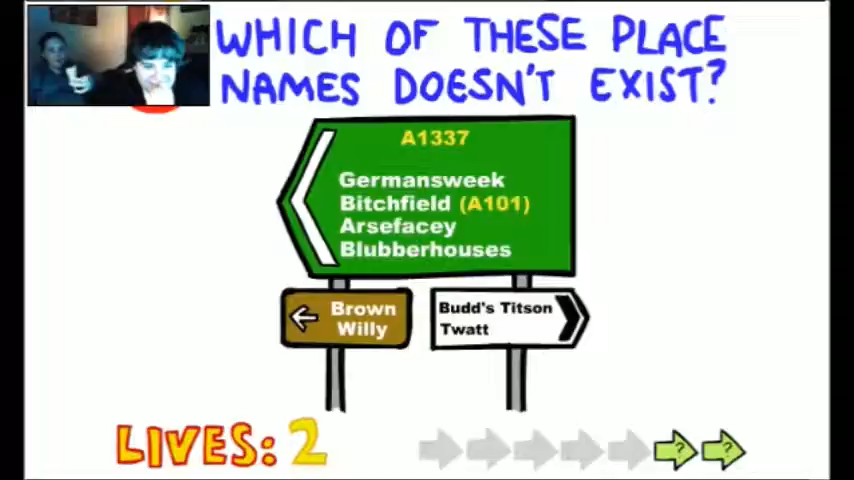 WHICH OF THESE PLACE
NAMES DOESN'T EXIST?
A1337
Germansweek
Bitchfield (A101)
Arsefacey
Blubberhouses
Brown
Willy
Budd's Titson
Twatt
LIVES: 2
? ?